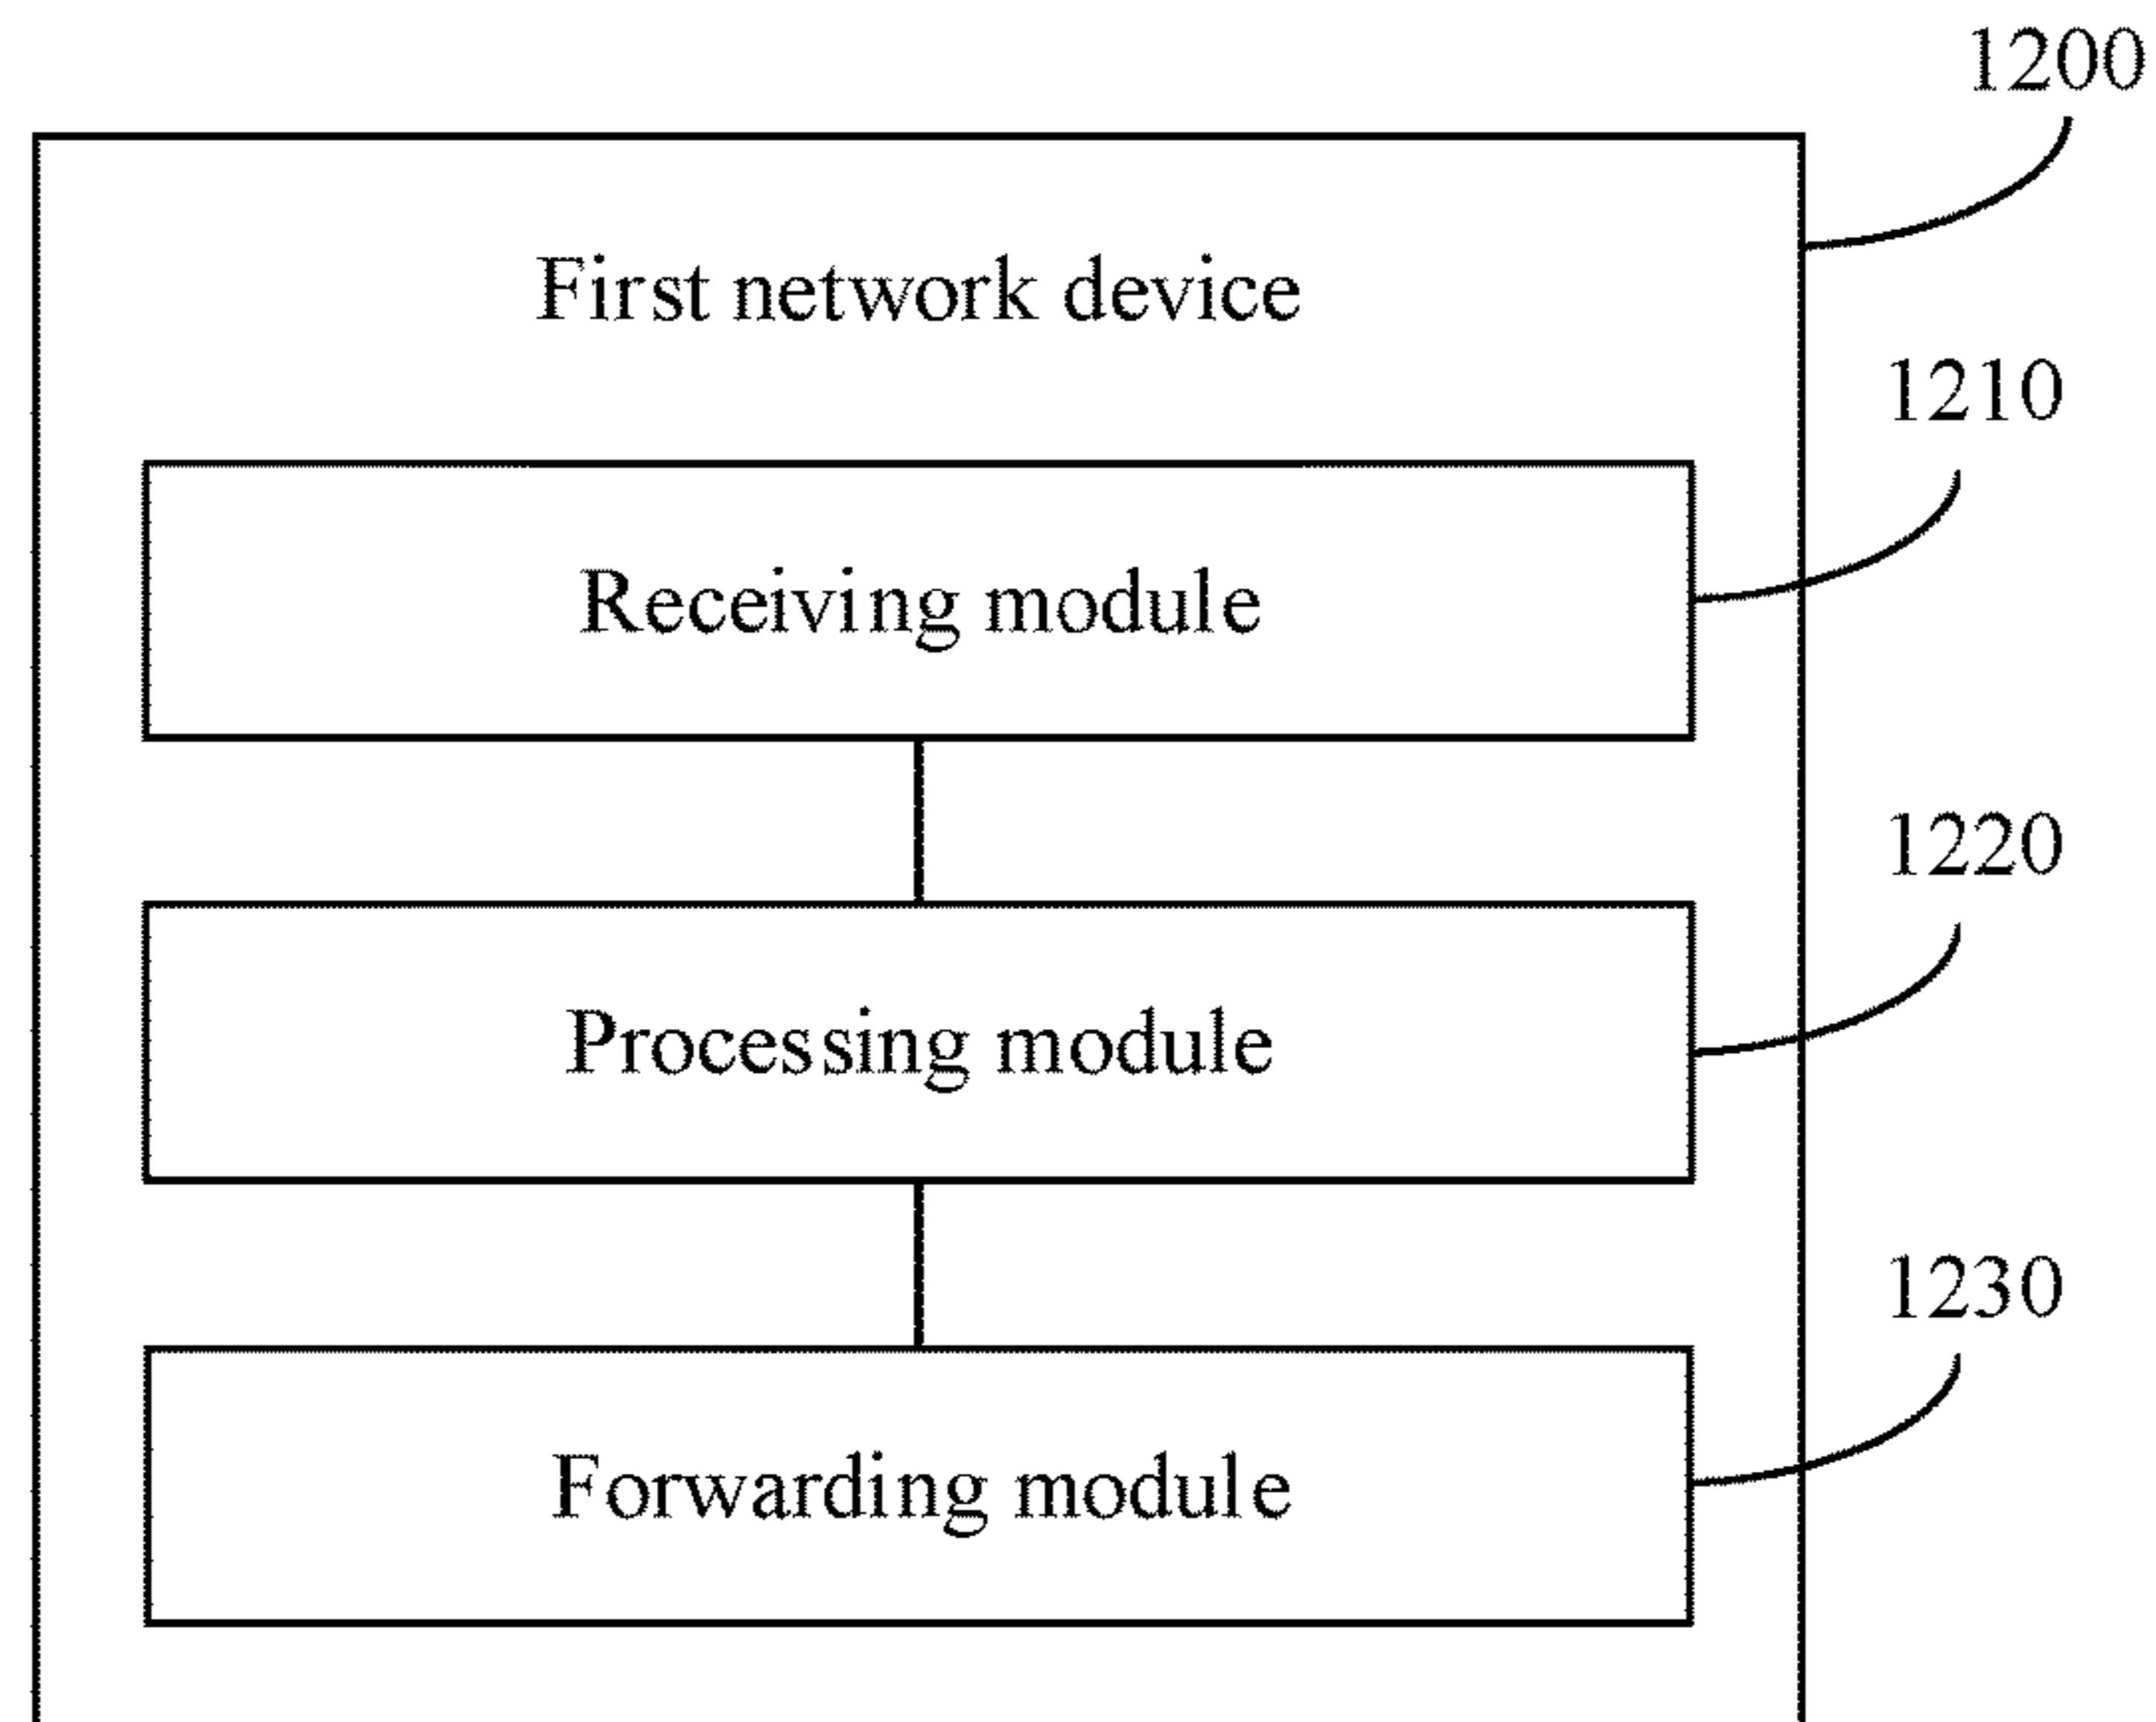 1200
First network device
1210
Receiving module
1220
Processing module
1230
Forwarding module